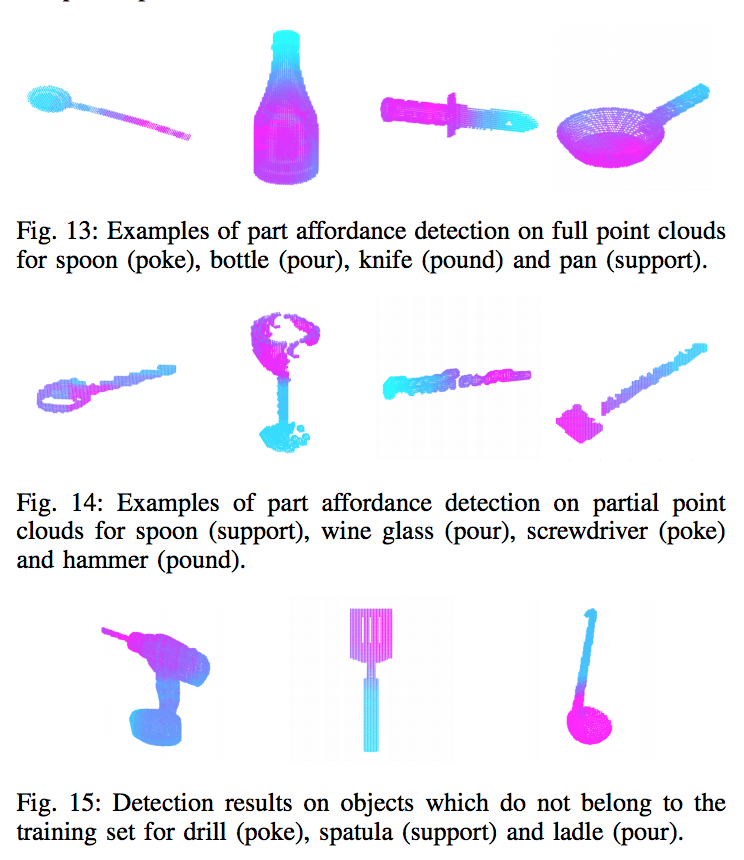 Fig. 13: Examples of part affordance detection on full point clouds
for spoon (poke), bottle (pour), knife (pound) and pan (support).
Fig. 14: Examples of part affordance detection on partial point
clouds for spoon (support), wine glass (pour), screwdriver (poke)
and hammer (pound).
Fig. 15: Detection results on objects which do not belong to the
training set for drill (poke), spatula (support) and ladle (pour).